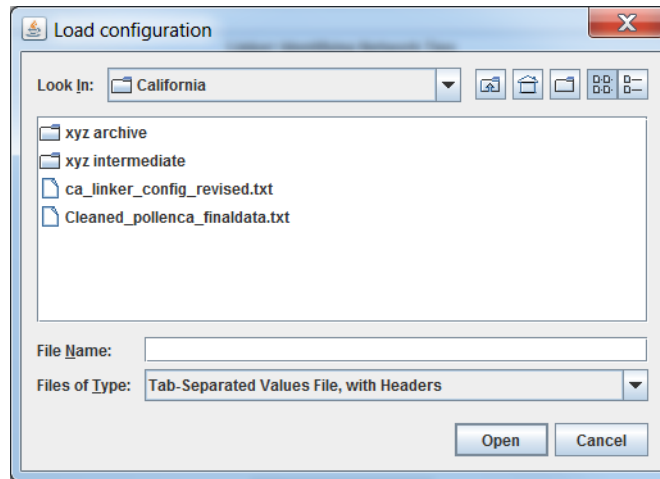 Load configuration
Look In: California
xyz archive
xyz intermediate
ca_linker_config_revised.txt
Cleaned_pollenca_finaldata.txt
File Name:
Files of Type: Tab-Separated Values File, with Headers
Open Cancel